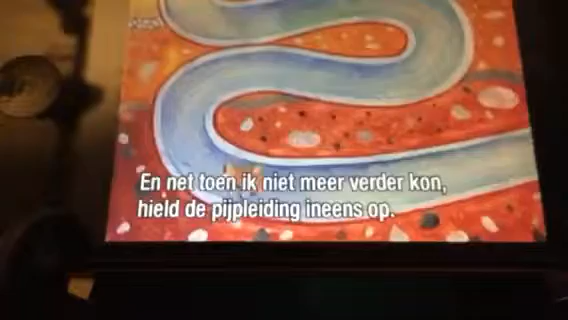 En net toen ik niet meer verder kon,
hield de pijpleiding ineens op.